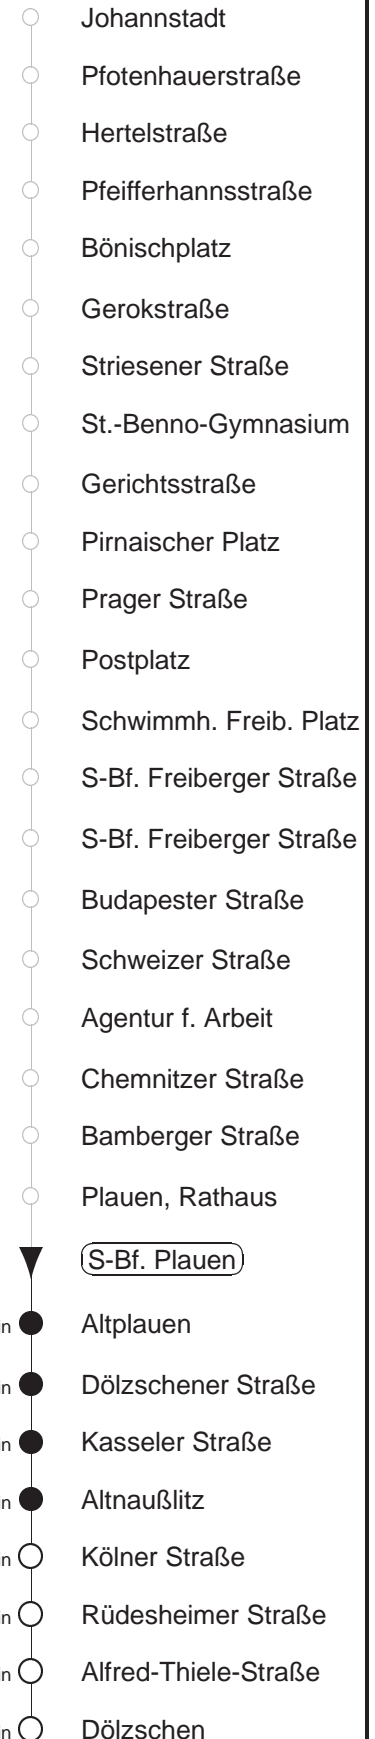 Johannstadt
Pfotenhauerstraße
Hertelstraße
Pfeifferhannsstraße
Bönischplatz
Gerokstraße
Striesener Straße
St.-Benno-Gymnasium
Gerichtsstraße
Pirnaischer Platz
Prager Straße
Postplatz
Schwimmh. Freib. Platz
S-Bf. Freiberger Straße
S-Bf. Freiberger Straße
Budapester Straße
Schweizer Straße
Agentur f. Arbeit
Chemnitzer Straße
Bamberger Straße
Plauen, Rathaus
S-Bf. Plauen
Altplauen
Dölzschener Straße
Kasseler Straße
Altnaußlitz
Kölner Straße
Rüdesheimer Straße
Alfred-Thiele-Straße
Dölzschen